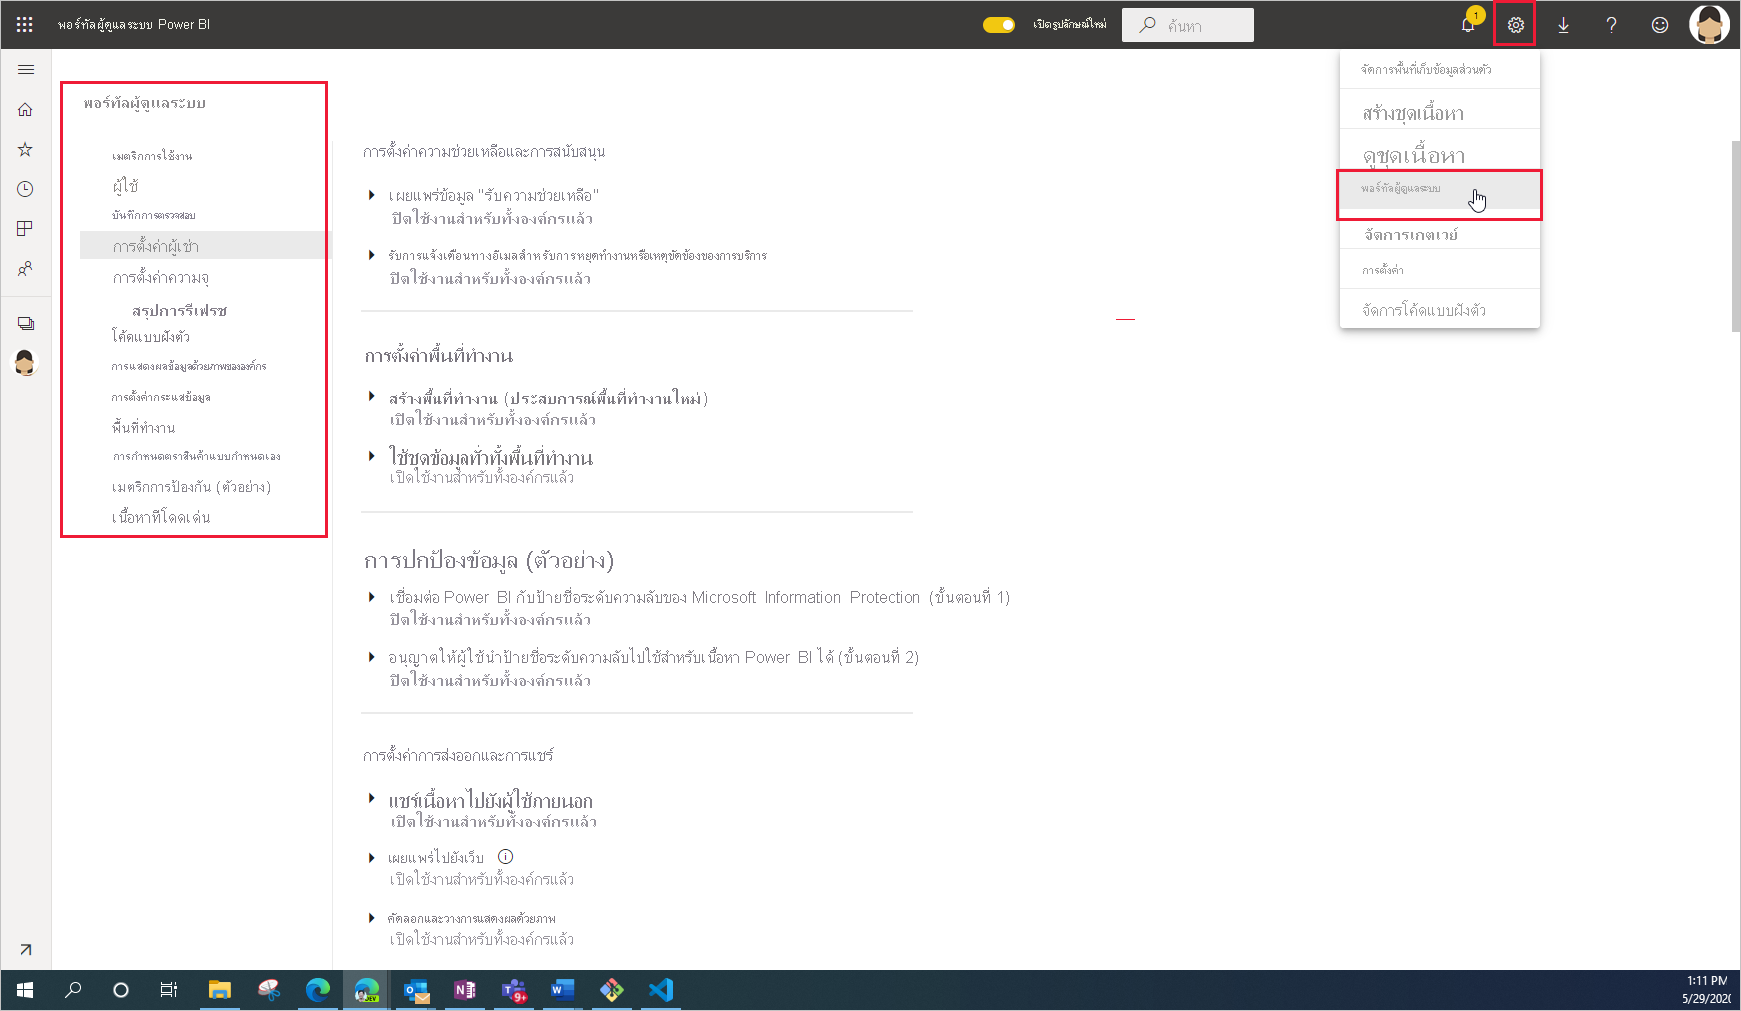 พอร์ทัลผู้ดูแลระบบ Power BI
เปิดรูปลักษณ์ใหม่
ค้นหา
1
พอร์ทัลผู้ดูแลระบบ
เมตริกการใช้งาน
ผู้ใช้
บันทึกการตรวจสอบ
การตั้งค่าผู้เช่า
การตั้งค่าความจุ
สรุปการรีเฟรช
โค้ดแบบฝังตัว
การแสดงผลข้อมูลด้วยภาพขององค์กร
การตั้งค่ากระแสข้อมูล
พื้นที่ทำงาน
การกำหนดตราสินค้าแบบกำหนดเอง
เมตริกการป้องกัน (ตัวอย่าง)
เนื้อหาที่โดดเด่น
การตั้งค่าความช่วยเหลือและการสนับสนุน
เผยแพร่ข้อมูล "รับความช่วยเหลือ"
ปิดใช้งานสำหรับทั้งองค์กรแล้ว
รับการแจ้งเตือนทางอีเมลสำหรับการหยุดทำงานหรือเหตุขัดข้องของการบริการ
ปิดใช้งานสำหรับทั้งองค์กรแล้ว
การตั้งค่าพื้นที่ทำงาน
สร้างพื้นที่ทำงาน (ประสบการณ์พื้นที่ทำงานใหม่)
เปิดใช้งานสำหรับทั้งองค์กรแล้ว
ใช้ชุดข้อมูลทั่วทั้งพื้นที่ทำงาน
เปิดใช้งานสำหรับทั้งองค์กรแล้ว
การปกป้องข้อมูล (ตัวอย่าง)
เชื่อมต่อ Power BI กับป้ายชื่อระดับความลับของ Microsoft Information Protection (ขั้นตอนที่ 1)
ปิดใช้งานสำหรับทั้งองค์กรแล้ว
อนุญาตให้ผู้ใช้นำป้ายชื่อระดับความลับไปใช้สำหรับเนื้อหา Power BI ได้ (ขั้นตอนที่ 2)
ปิดใช้งานสำหรับทั้งองค์กรแล้ว
การตั้งค่าการส่งออกและการแชร์
แชร์เนื้อหาไปยังผู้ใช้ภายนอก
เปิดใช้งานสำหรับทั้งองค์กรแล้ว
เผยแพร่ไปยังเว็บ
เปิดใช้งานสำหรับทั้งองค์กรแล้ว
คัดลอกและวางการแสดงผลด้วยภาพ
เปิดใช้งานสำหรับทั้งองค์กรแล้ว
จัดการพื้นที่เก็บข้อมูลส่วนตัว
สร้างชุดเนื้อหา
ดูชุดเนื้อหา
พอร์ทัลผู้ดูแลระบบ
จัดการเกตเวย์
การตั้งค่า
จัดการโค้ดแบบฝังตัว
DEV
9+
1:11 PM
5/29/2020